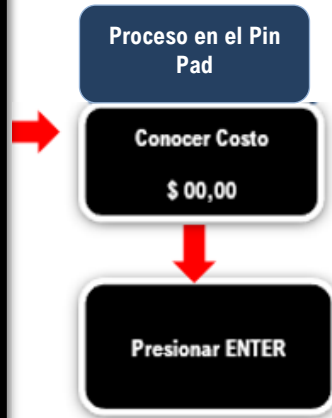 Proceso en el Pin
Pad
Conocer Costo
$ 00,00
Presionar ENTER